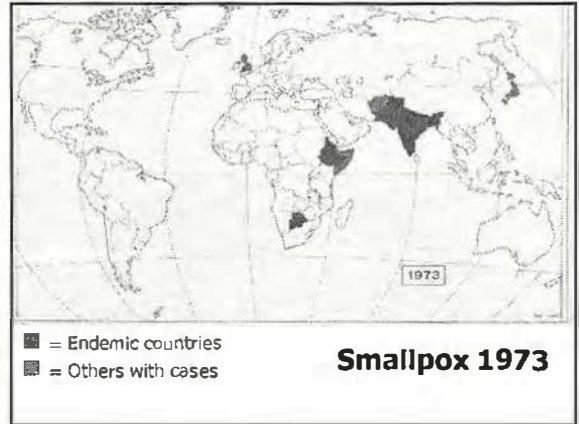 1973
= Endemic countries
= Others with cases
Smallpox 1973